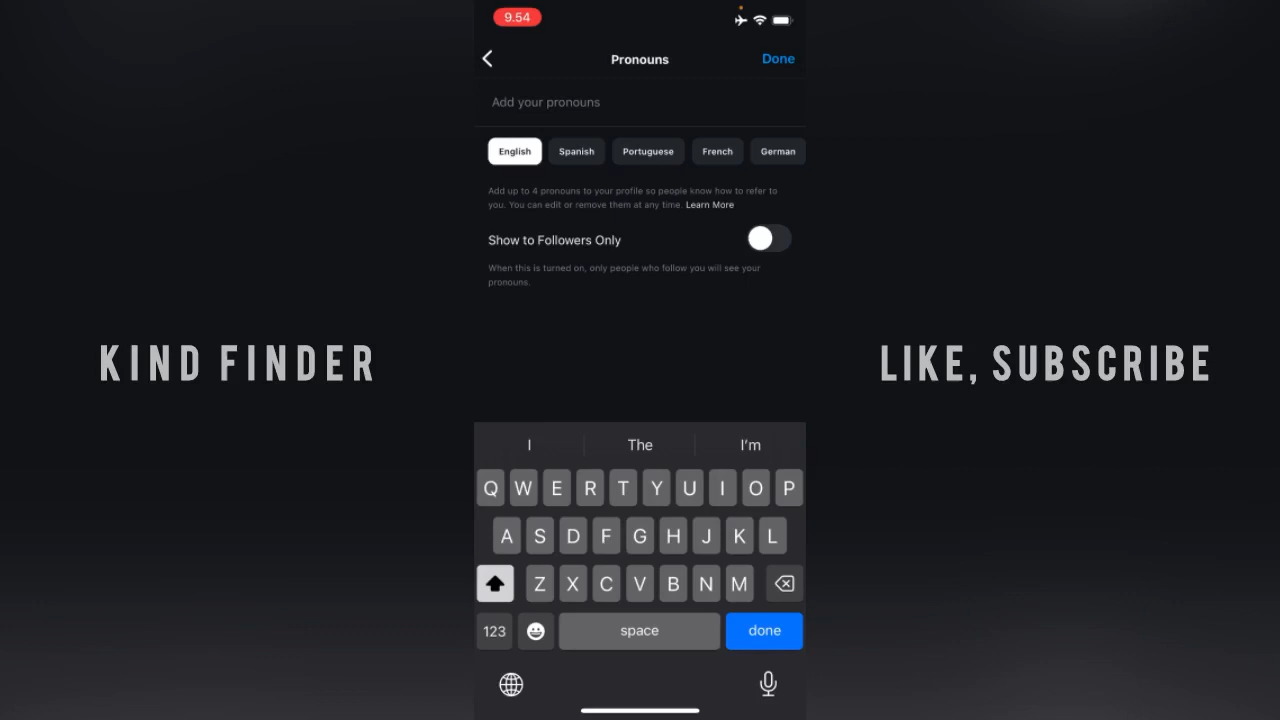 9.54
Pronouns
Done
Add your pronouns
English Spanish Portuguese French German
Add up to 4 pronouns to your profile so people know how to refer to
you. You can edit or remove them at any time. Learn More
Show to Followers Only
When this is turned on, only people who follow you will see your
pronouns.
KIND FINDER
LIKE, SUBSCRIBE
I The I'm
Q W E R T Y U I O P
A S D F G H J K L
Z X C V B N M
123 space done